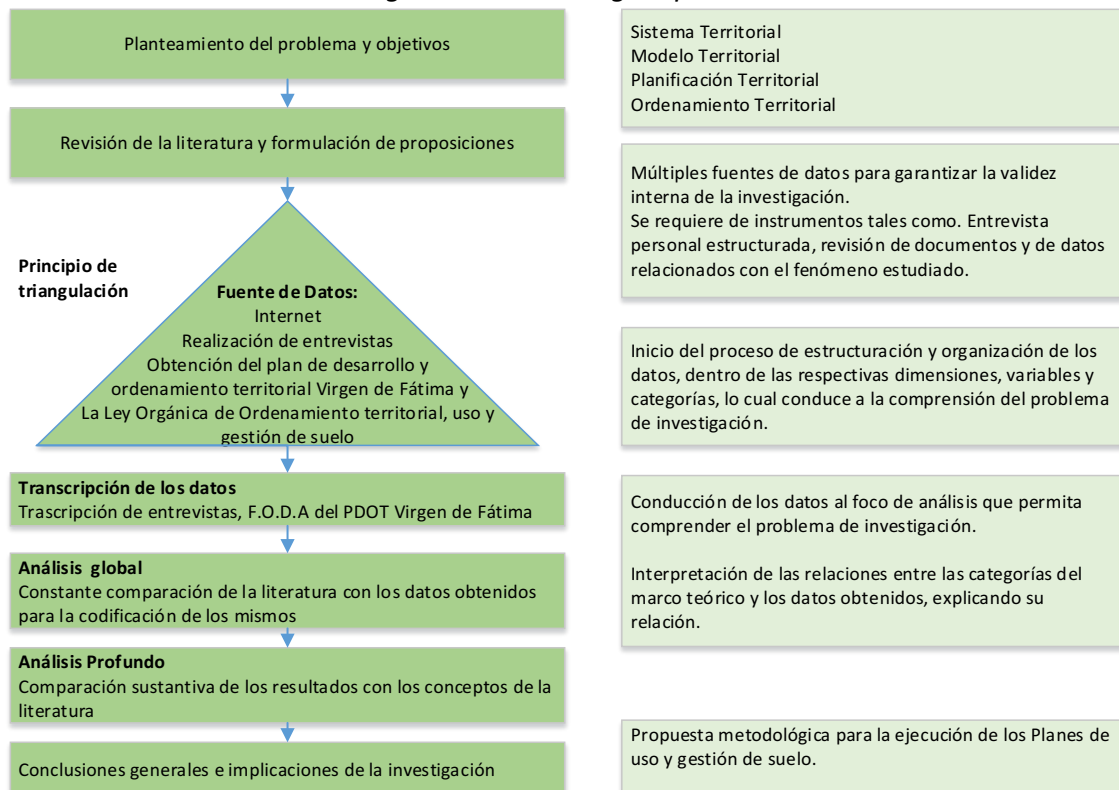 Planteamiento del problema y objetivos
Revisión de la literatura y formulación de proposiciones
Principio de
triangulación
Fuente de Datos:
Internet
Realización de entrevistas
Obtención del plan de desarrollo y
ordenamiento territorial Virgen de Fátima y
La Ley Orgánica de Ordenamiento territorial, uso y
gestión de suelo
Transcripción de los datos
Trascripción de entrevistas, F.O.D.A del PDOT Virgen de Fátima
Análisis global
Constante comparación de la literatura con los datos obtenidos
para la codificación de los mismos
Análisis Profundo
Comparación sustantiva de los resultados con los conceptos de la
literatura
Conclusiones generales e implicaciones de la investigación
Sistema Territorial
Modelo Territorial
Planificación Territorial
Ordenamiento Territorial
Múltiples fuentes de datos para garantizar la validez
interna de la investigación.
Se requiere de instrumentos tales como. Entrevista
personal estructurada, revisión de documentos y de datos
relacionados con el fenómeno estudiado.
Inicio del proceso de estructuración y organización de los
datos, dentro de las respectivas dimensiones, variables y
categorías, lo cual conduce a la comprensión del problema
de investigación.
Conducción de los datos al foco de análisis que permita
comprender el problema de investigación.
Interpretación de las relaciones entre las categorías del
marco teórico y los datos obtenidos, explicando su
relación.
Propuesta metodológica para la ejecución de los Planes de
uso y gestión de suelo.